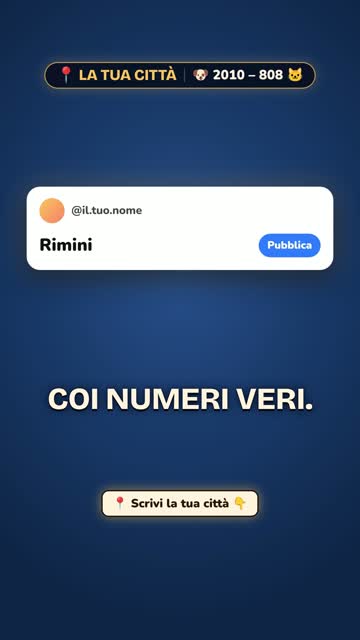 📍 LA TUA CITTÀ | 🐶 2010 – 808 🐱
@il.tuo.nome
Rimini
Pubblica
COI NUMERI VERI.
📍 Scrivi la tua città 👇